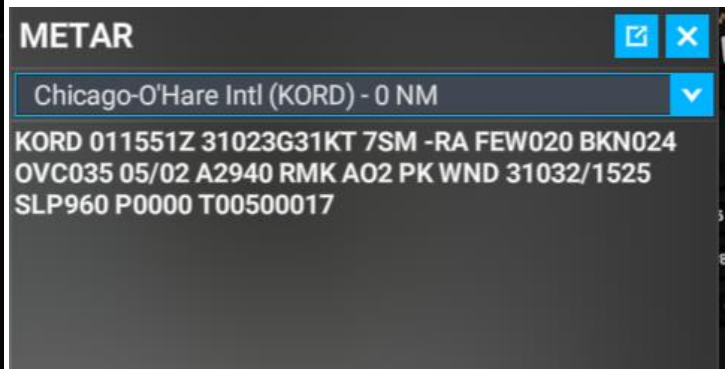 METAR
Chicago-O'Hare Intl (KORD) - 0 NM
KORD 011551Z 31023G31KT 7SM -RA FEW020 BKN024
OVC035 05/02 A2940 RMK AO2 PK WND 31032/1525
SLP960 P0000 T00500017